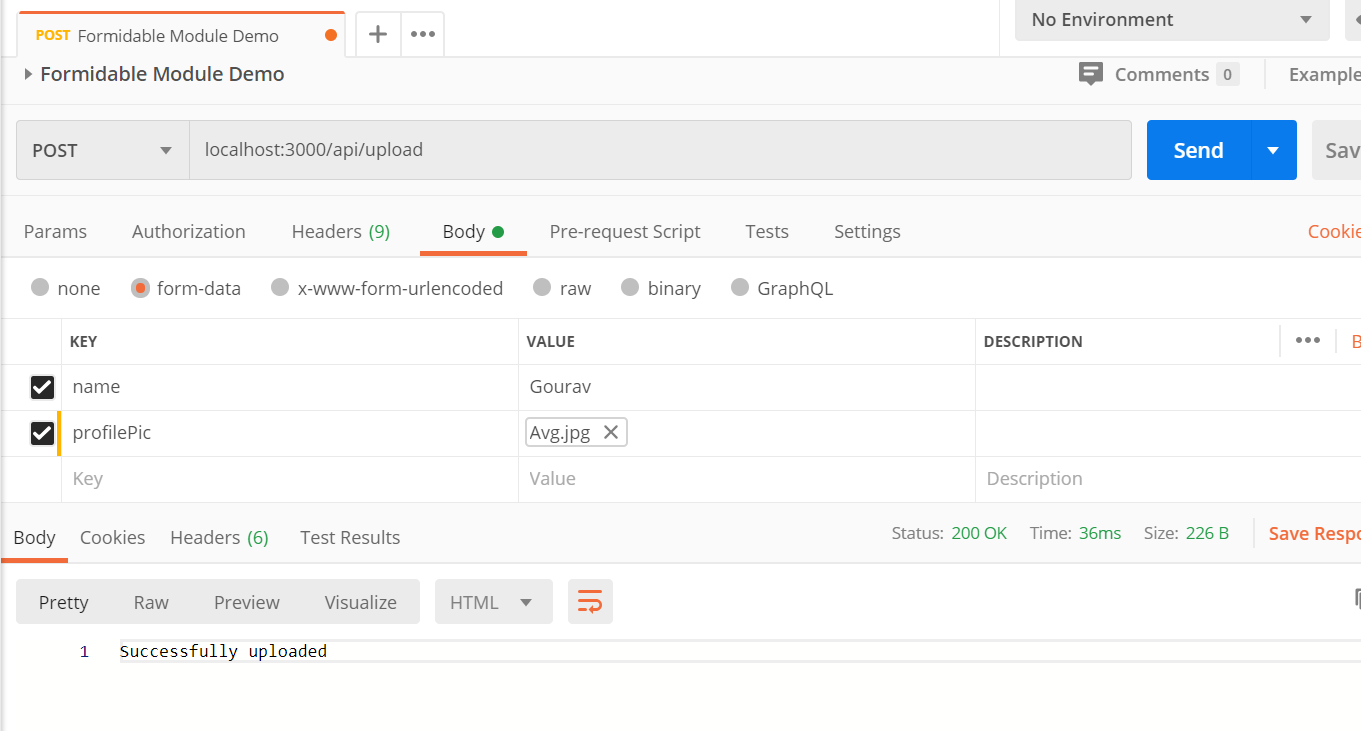 POST Formidable Module Demo
No Environment
Formidable Module Demo
Comments 0 Example
POST localhost:3000/api/upload Send Sav
Params Authorization Headers (9) Body Pre-request Script Tests Settings Cookie
none form-data x-www-form-urlencoded raw binary GraphQL
KEY VALUE DESCRIPTION B
name Gourav
profilePic Avg.jpg
Key Value Description
Body Cookies Headers (6) Test Results Status: 200 OK Time: 36ms Size: 226 B Save Respo
Pretty Raw Preview Visualize HTML
1 Successfully uploaded